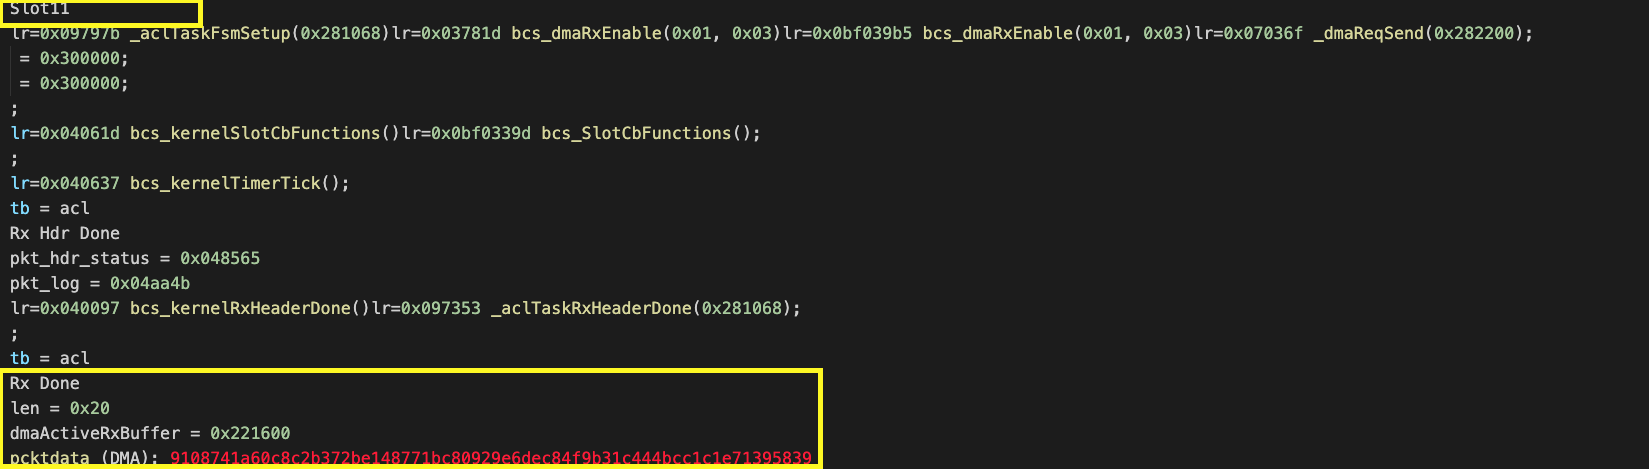 Slot11
lr=0x09797b _aclTaskFsmSetup(0x281068)lr=0x03781d bcs_dmaRxEnable(0x01, 0x03)lr=0x0bf039b5 bcs_dmaRxEnable(0x01, 0x03)lr=0x07036f _dmaReqSend(0x282200);
= 0x300000;
= 0x300000;
;
lr=0x04061d bcs_kernelSlotCbFunctions()lr=0x0bf0339d bcs_SlotCbFunctions();
;
lr=0x040637 bcs_kernelTimerTick();
tb = acl
Rx Hdr Done
pkt_hdr_status = 0x048565
pkt_log = 0x04aa4b
lr=0x040097 bcs_kernelRxHeaderDone()lr=0x097353 _aclTaskRxHeaderDone(0x281068);
;
tb = acl
Rx Done
len = 0x20
dmaActiveRxBuffer = 0x221600
pcktdata (DMA): 9108741a60c8c2b372be148771bc80929e6dec84f9b31c444bcc1c1e71395839